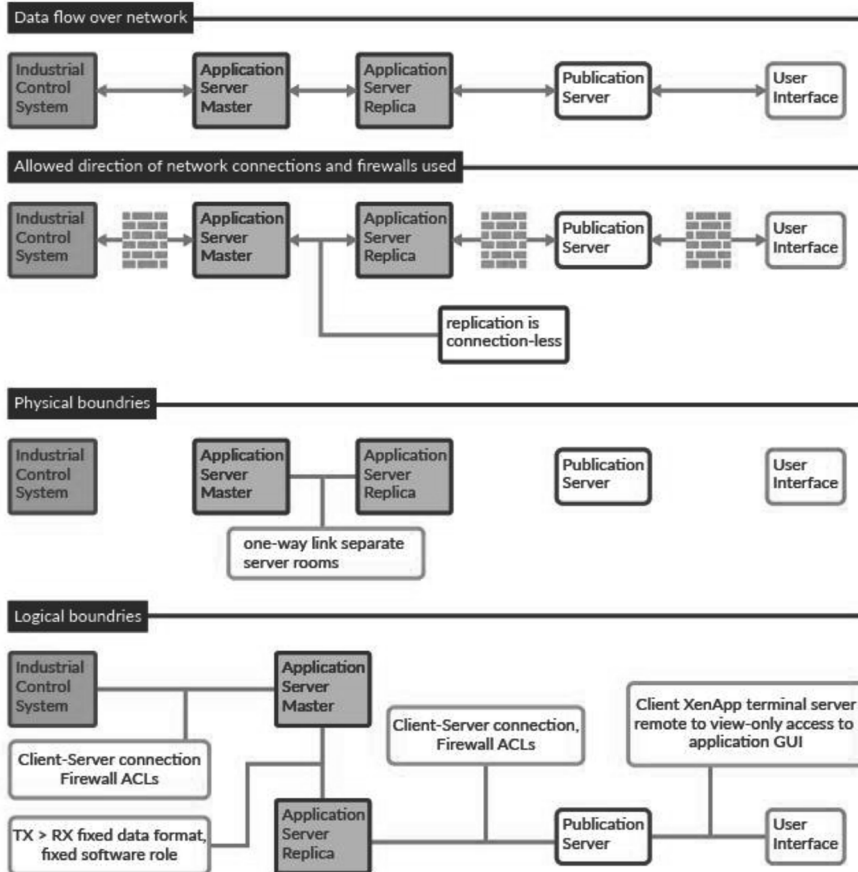 Data flow over network
Industrial
Control
System
Application
Server
Master
Application
Server
Replica
Publication
Server
User
Interface
Allowed direction of network connections and firewalls used
Industrial
Control
System
Application
Server
Master
Application
Server
Replica
Publication
Server
User
Interface
replication is
connection-less
Physical boundries
Industrial
Control
System
Application
Server
Master
Application
Server
Replica
Publication
Server
User
Interface
one-way link separate
server rooms
Logical boundries
Industrial
Control
System
Application
Server
Master
Client-Server connection
Firewall ACLs
Client-Server connection,
Firewall ACLs
Client XenApp terminal server
remote to view-only access to
application GUI
TX > RX fixed data format,
fixed software role
Application
Server
Replica
Publication
Server
User
Interface